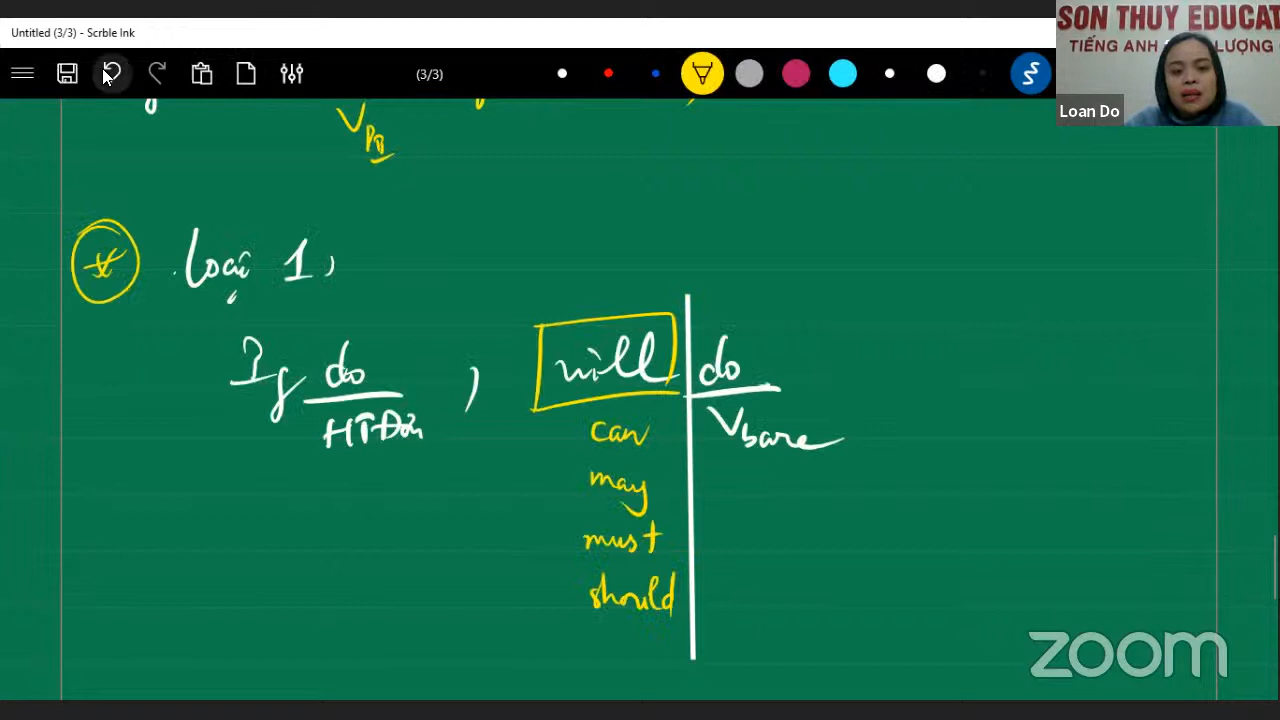 Untitled (3/3) - Scrble Ink
SON THUY EDUCAT
TIẾNG ANH LƯỢNG
(3/3)
Loan Do
V PII
Loại 1,
If do , will do
HTĐơn Vbare
can
may
must
should
zoom